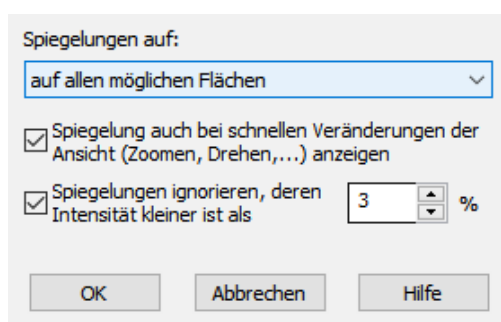 Spiegelungen auf:
auf allen möglichen Flächen
Spiegelung auch bei schnellen Veränderungen der
Ansicht (Zoomen, Drehen,...) anzeigen
Spiegelungen ignorieren, deren
Intensität kleiner ist als 3 %
OK Abbrechen Hilfe